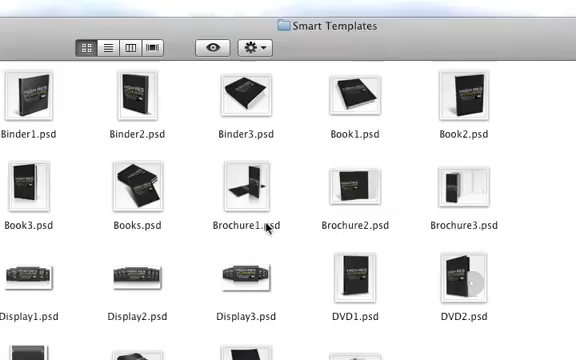 Smart Templates
Binder1.psd
Binder2.psd
Binder3.psd
Book1.psd
Book2.psd
Book3.psd
Books.psd
Brochure1.psd
Brochure2.psd
Brochure3.psd
Display1.psd
Display2.psd
Display3.psd
DVD1.psd
DVD2.psd